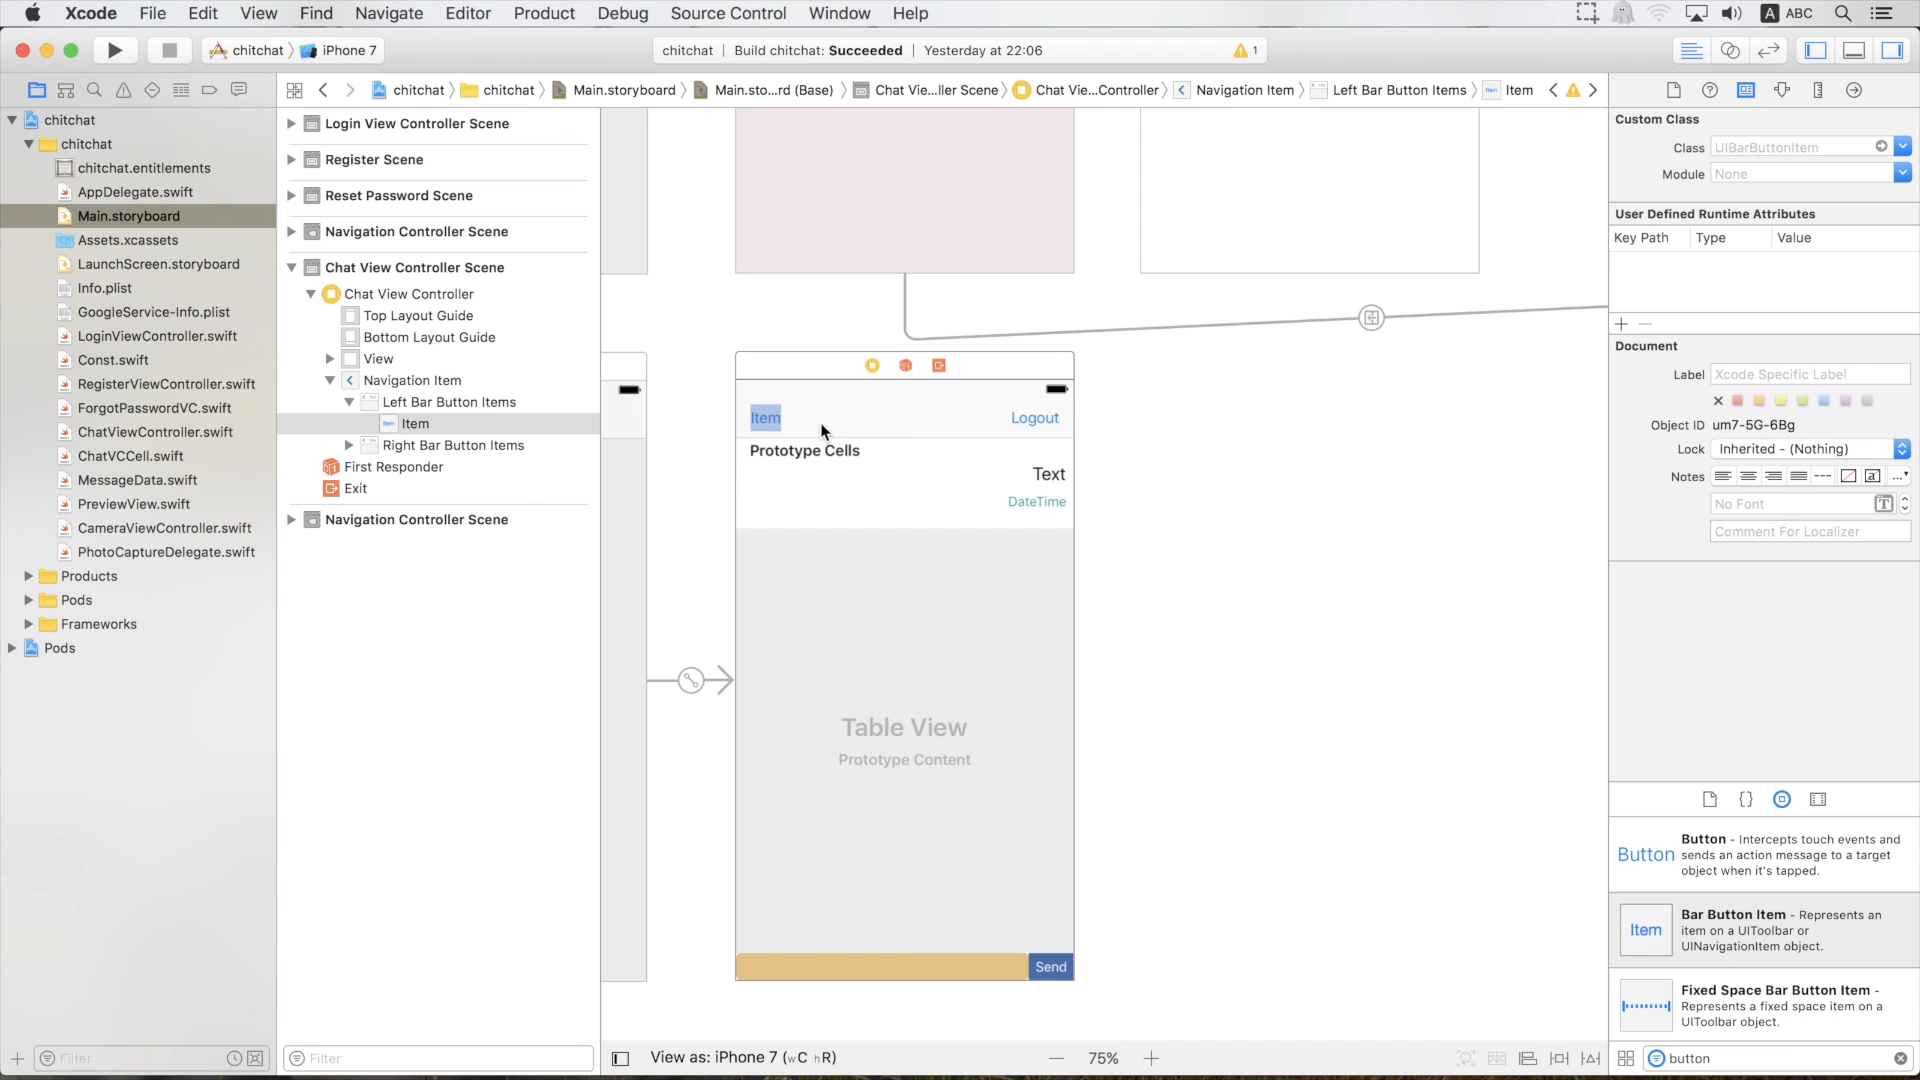 Xcode File Edit View Find Navigate Editor Product Debug Source Control Window Help
A ABC
chitchat iPhone 7
chitchat | Build chitchat: Succeeded | Yesterday at 22:06
1
chitchat chitchat Main.storyboard Main.sto...rd (Base) Chat Vie...ller Scene Chat Vie...Controller Navigation Item Left Bar Button Items Item
chitchat
chitchat
chitchat.entitlements
AppDelegate.swift
Main.storyboard
Assets.xcassets
LaunchScreen.storyboard
Info.plist
GoogleService-Info.plist
LoginViewController.swift
Const.swift
RegisterViewController.swift
ForgotPasswordVC.swift
ChatViewController.swift
ChatVCCell.swift
MessageData.swift
PreviewView.swift
CameraViewController.swift
PhotoCaptureDelegate.swift
Products
Pods
Frameworks
Pods
Filter
Login View Controller Scene
Register Scene
Reset Password Scene
Navigation Controller Scene
Chat View Controller Scene
Chat View Controller
Top Layout Guide
Bottom Layout Guide
View
Navigation Item
Left Bar Button Items
Item
Right Bar Button Items
First Responder
Exit
Navigation Controller Scene
Filter
Item
Logout
Prototype Cells
Text
DateTime
Table View
Prototype Content
Send
View as: iPhone 7 (wC hR)
75%
Custom Class
Class UIBarButtonItem
Module None
User Defined Runtime Attributes
Key Path Type Value
Document
Label Xcode Specific Label
Object ID um7-5G-6Bg
Lock Inherited - (Nothing)
Notes
No Font
Comment For Localizer
Button
Button - Intercepts touch events and
sends an action message to a target
object when it's tapped.
Item
Bar Button Item - Represents an
item on a UIToolbar or
UINavigationItem object.
Fixed Space Bar Button Item -
Represents a fixed space item on a
UIToolbar object.
button